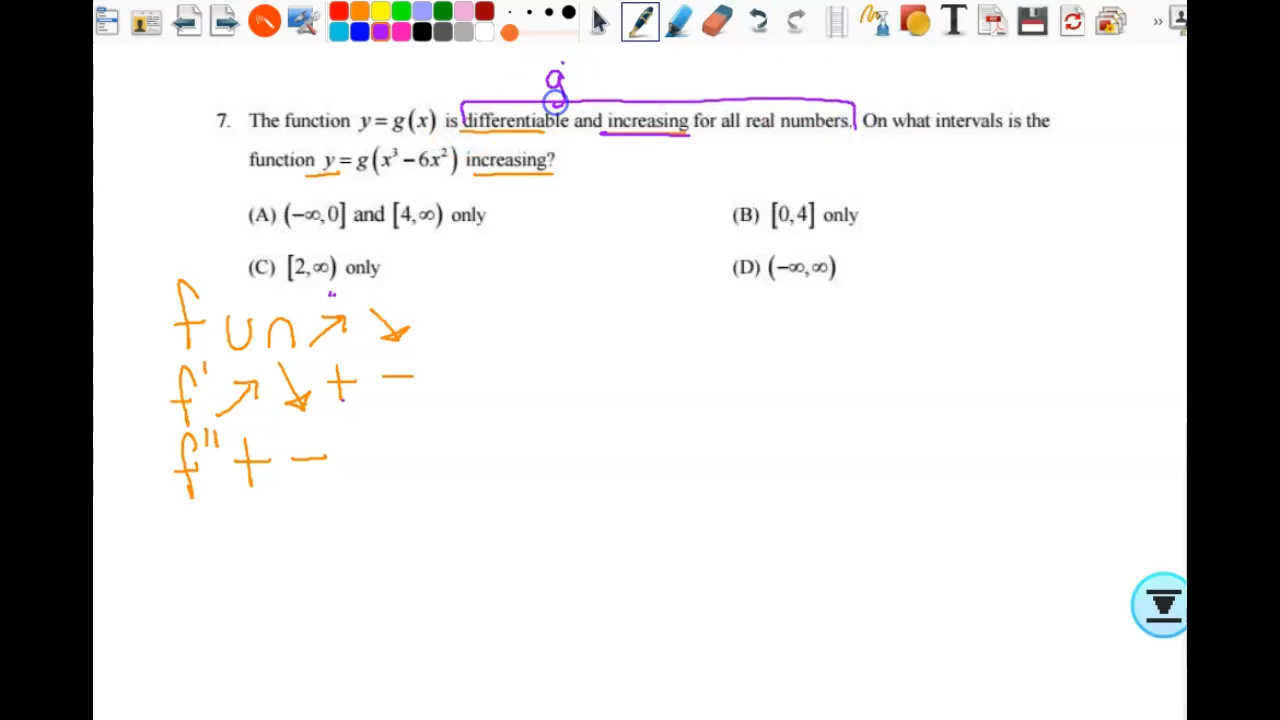 g
7. The function y = g(x) is differentiable and increasing for all real numbers. On what intervals is the
function y = g(x³ − 6x²) increasing?
(A) (−∞, 0] and [4, ∞) only
(B) [0, 4] only
(C) [2, ∞) only
(D) (−∞, ∞)
f ∪ ∩ ↗ ↘
f' ↗ ↘ + −
f" + −